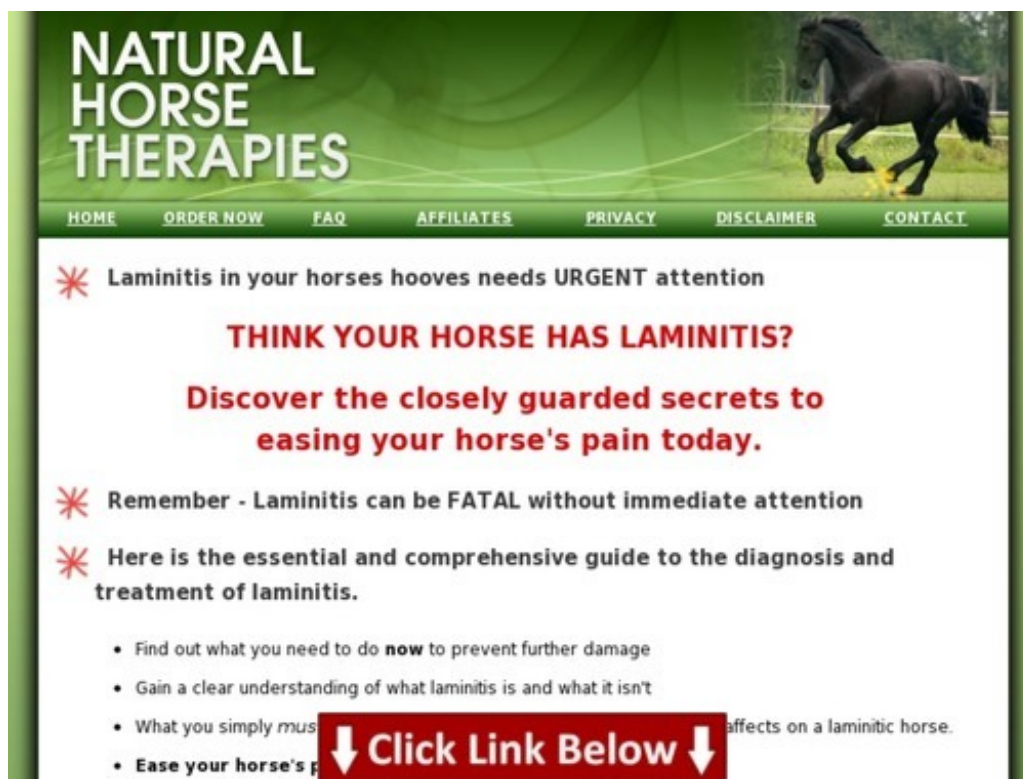 NATURAL
HORSE
THERAPIES
HOME ORDER NOW FAQ AFFILIATES PRIVACY DISCLAIMER CONTACT
Laminitis in your horses hooves needs URGENT attention
THINK YOUR HORSE HAS LAMINITIS?
Discover the closely guarded secrets to
easing your horse's pain today.
Remember - Laminitis can be FATAL without immediate attention
Here is the essential and comprehensive guide to the diagnosis and
treatment of laminitis.
• Find out what you need to do now to prevent further damage
• Gain a clear understanding of what laminitis is and what it isn't
• What you simply affects on a laminitic horse.
• Ease your horse's
Click Link Below